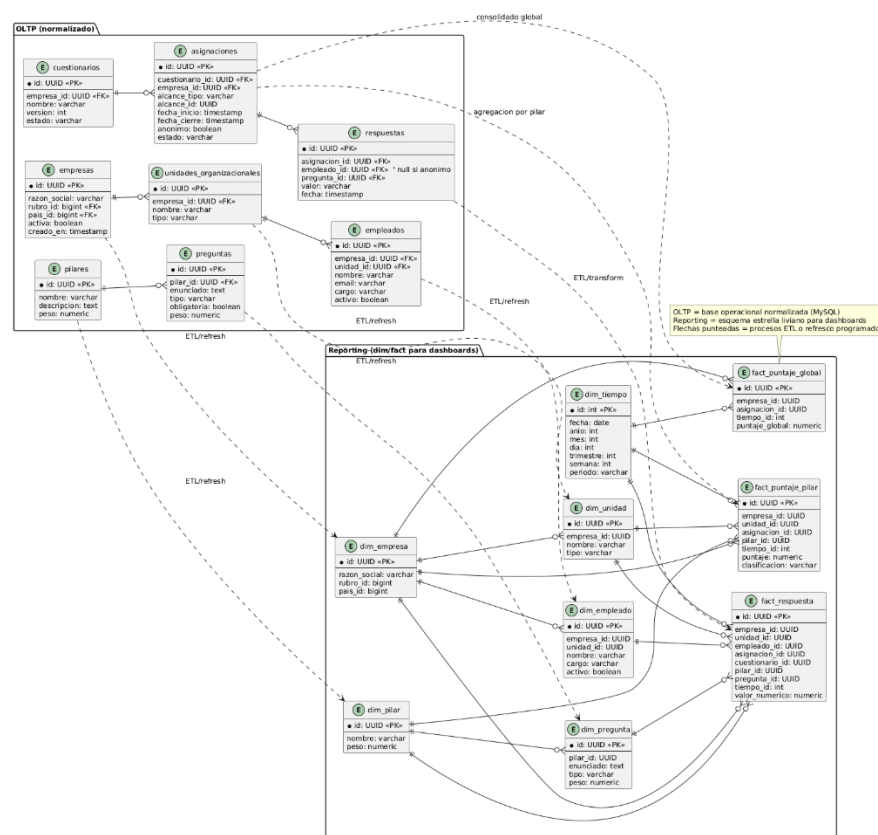 consolidado global
OLTP (normalizado)
E asignaciones
id: UUID «PK»
cuestionario_id: UUID «FK»
empresa_id: UUID «FK»
alcance_tipo: varchar
alcance_id: UUID
fecha_inicio: timestamp
fecha_cierre: timestamp
anonimo: boolean
estado: varchar
E cuestionarios
id: UUID «PK»
empresa_id: UUID «FK»
nombre: varchar
version: int
estado: varchar
agregacion por pilar
E respuestas
id: UUID «PK»
asignacion_id: UUID «FK»
empleado_id: UUID «FK» ' null si anonimo
pregunta_id: UUID «FK»
valor: varchar
fecha: timestamp
E empresas
id: UUID «PK»
razon_social: varchar
rubro_id: bigint «FK»
pais_id: bigint «FK»
activa: boolean
creado_en: timestamp
E unidades_organizacionales
id: UUID «PK»
empresa_id: UUID «FK»
nombre: varchar
tipo: varchar
E empleados
id: UUID «PK»
empresa_id: UUID «FK»
unidad_id: UUID «FK»
nombre: varchar
email: varchar
cargo: varchar
activo: boolean
E preguntas
id: UUID «PK»
pilar_id: UUID «FK»
enunciado: text
tipo: varchar
obligatoria: boolean
peso: numeric
E pilares
id: UUID «PK»
nombre: varchar
descripcion: text
peso: numeric
ETL/transform
ETL/refresh
ETL/refresh
ETL/refresh
ETL/refresh
ETL/refresh
OLTP = base operacional normalizada (MySQL)
Reporting = esquema estrella liviano para dashboards
Flechas punteadas = procesos ETL o refresco programado
Reporting (dim/fact para dashboards)
E fact_puntaje_global
id: UUID «PK»
empresa_id: UUID
asignacion_id: UUID
tiempo_id: int
puntaje_global: numeric
E dim_tiempo
id: int «PK»
fecha: date
anio: int
mes: int
dia: int
trimestre: int
semana: int
periodo: varchar
E fact_puntaje_pilar
id: UUID «PK»
empresa_id: UUID
unidad_id: UUID
asignacion_id: UUID
pilar_id: UUID
tiempo_id: int
puntaje: numeric
clasificacion: varchar
E dim_unidad
id: UUID «PK»
empresa_id: UUID
nombre: varchar
tipo: varchar
E dim_empresa
id: UUID «PK»
razon_social: varchar
rubro_id: bigint
pais_id: bigint
E fact_respuesta
id: UUID «PK»
empresa_id: UUID
unidad_id: UUID
empleado_id: UUID
asignacion_id: UUID
cuestionario_id: UUID
pilar_id: UUID
pregunta_id: UUID
tiempo_id: int
valor_numerico: numeric
E dim_empleado
id: UUID «PK»
empresa_id: UUID
unidad_id: UUID
nombre: varchar
cargo: varchar
activo: boolean
E dim_pilar
id: UUID «PK»
nombre: varchar
peso: numeric
E dim_pregunta
id: UUID «PK»
pilar_id: UUID
enunciado: text
tipo: varchar
peso: numeric